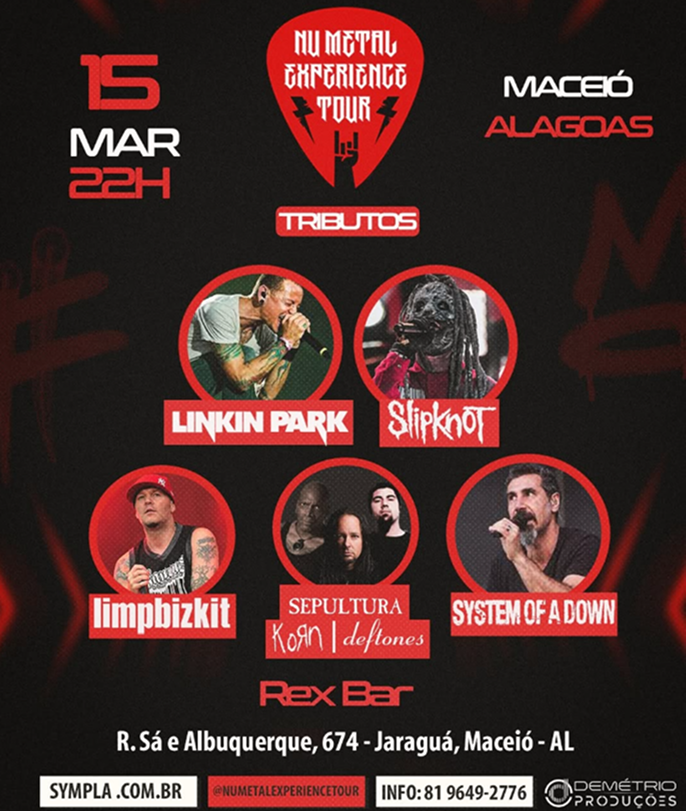 NU METAL
EXPERIENCE
TOUR
15
MAR
22H
MACEIÓ
ALAGOAS
TRIBUTOS
LINKIN PARK
SLIPKNOT
limpbizkit
SEPULTURA
KoЯn | deftones
SYSTEM OF A DOWN
Rex Bar
R. Sá e Albuquerque, 674 - Jaraguá, Maceió - AL
SYMPLA .COM.BR
@NUMETALEXPERIENCETOUR
INFO: 81 9649-2776
DEMÉTRIO
PRODUÇÕES